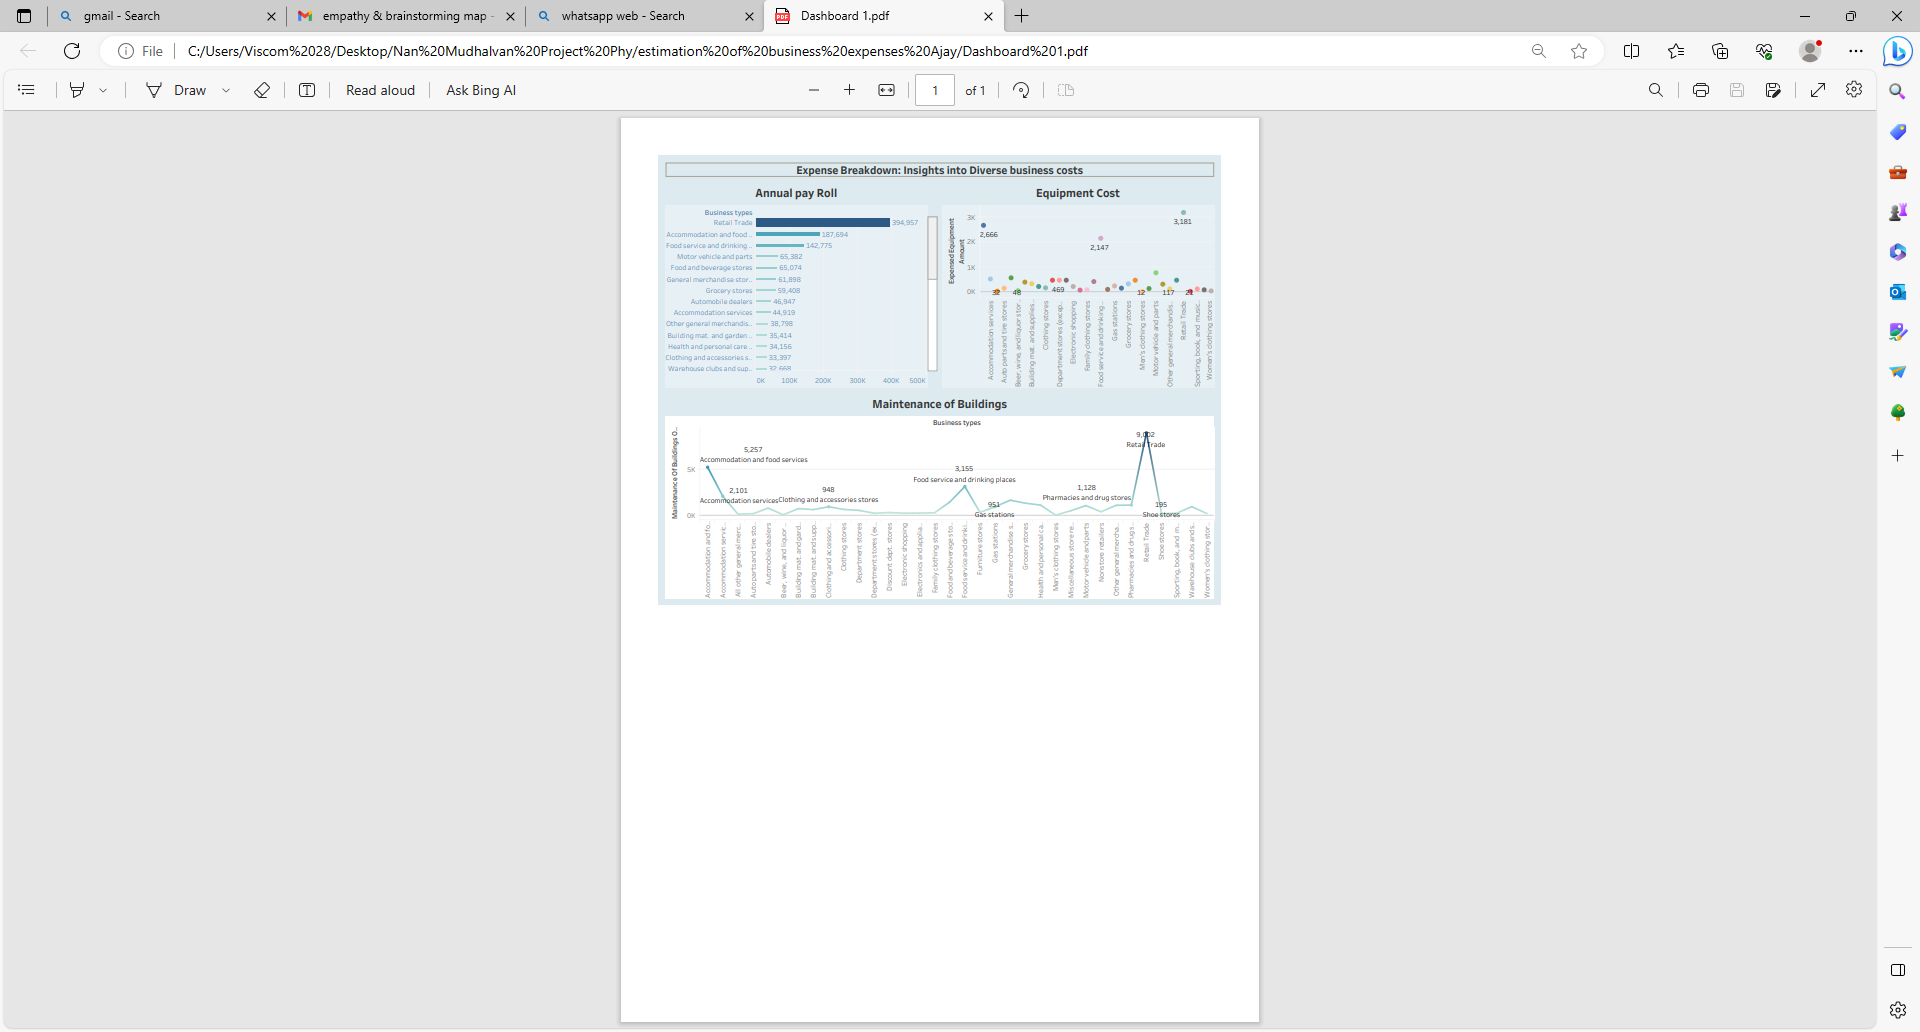 gmail - Search
empathy & brainstorming map -
whatsapp web - Search
Dashboard 1.pdf
File
C:/Users/Viscom%2028/Desktop/Nan%20Mudhalvan%20Project%20Phy/estimation%20of%20business%20expenses%20Ajay/Dashboard%201.pdf
Draw
Read aloud
Ask Bing AI
1
of 1
Expense Breakdown: Insights into Diverse business costs
Annual pay Roll
Business types
Retail Trade 394,957
Accommodation and food .. 187,694
Food service and drinking .. 142,775
Motor vehicle and parts 65,382
Food and beverage stores 65,074
General merchandise stor.. 61,898
Grocery stores 59,408
Automobile dealers 46,947
Accommodation services 44,919
Other general merchandis.. 38,798
Building mat. and garden .. 35,414
Health and personal care .. 34,156
Clothing and accessories s.. 33,397
Warehouse clubs and sup.. 32,668
0K 100K 200K 300K 400K 500K
Equipment Cost
Expensed Equipment
Amount
3K
2K
1K
0K
2,666
2,147
3,181
32
48
469
12
117
21
Accommodation services
Auto parts and tire stores
Beer, wine, and liquor stor..
Building mat. and supplies..
Clothing stores
Department stores (excep..
Electronic shopping
Family clothing stores
Food service and drinking ..
Gas stations
Grocery stores
Men's clothing stores
Motor vehicle and parts
Other general merchandis..
Retail Trade
Sporting, book, and music..
Women's clothing stores
Maintenance of Buildings
Business types
Maintenance Of Buildings O..
5K
0K
5,257
Accommodation and food services
2,101
Accommodation services
948
Clothing and accessories stores
3,155
Food service and drinking places
951
Gas stations
1,128
Pharmacies and drug stores
9,002
Retail Trade
195
Shoe stores
Accommodation and fo..
Accommodation servic..
All other general merc..
Auto parts and tire sto..
Automobile dealers
Beer, wine, and liquor ..
Building mat. and gard..
Building mat. and supp..
Clothing and accessori..
Clothing stores
Department stores
Department stores (ex..
Discount dept. stores
Electronic shopping
Electronics and applia..
Family clothing stores
Food and beverage sto..
Food service and drinki..
Furniture stores
Gas stations
General merchandise s..
Grocery stores
Health and personal ca..
Men's clothing stores
Miscellaneous store re..
Motor vehicle and parts
Nonstore retailers
Other general mercha..
Pharmacies and drug s..
Retail Trade
Shoe stores
Sporting, book, and m..
Warehouse clubs and s..
Women's clothing stor..